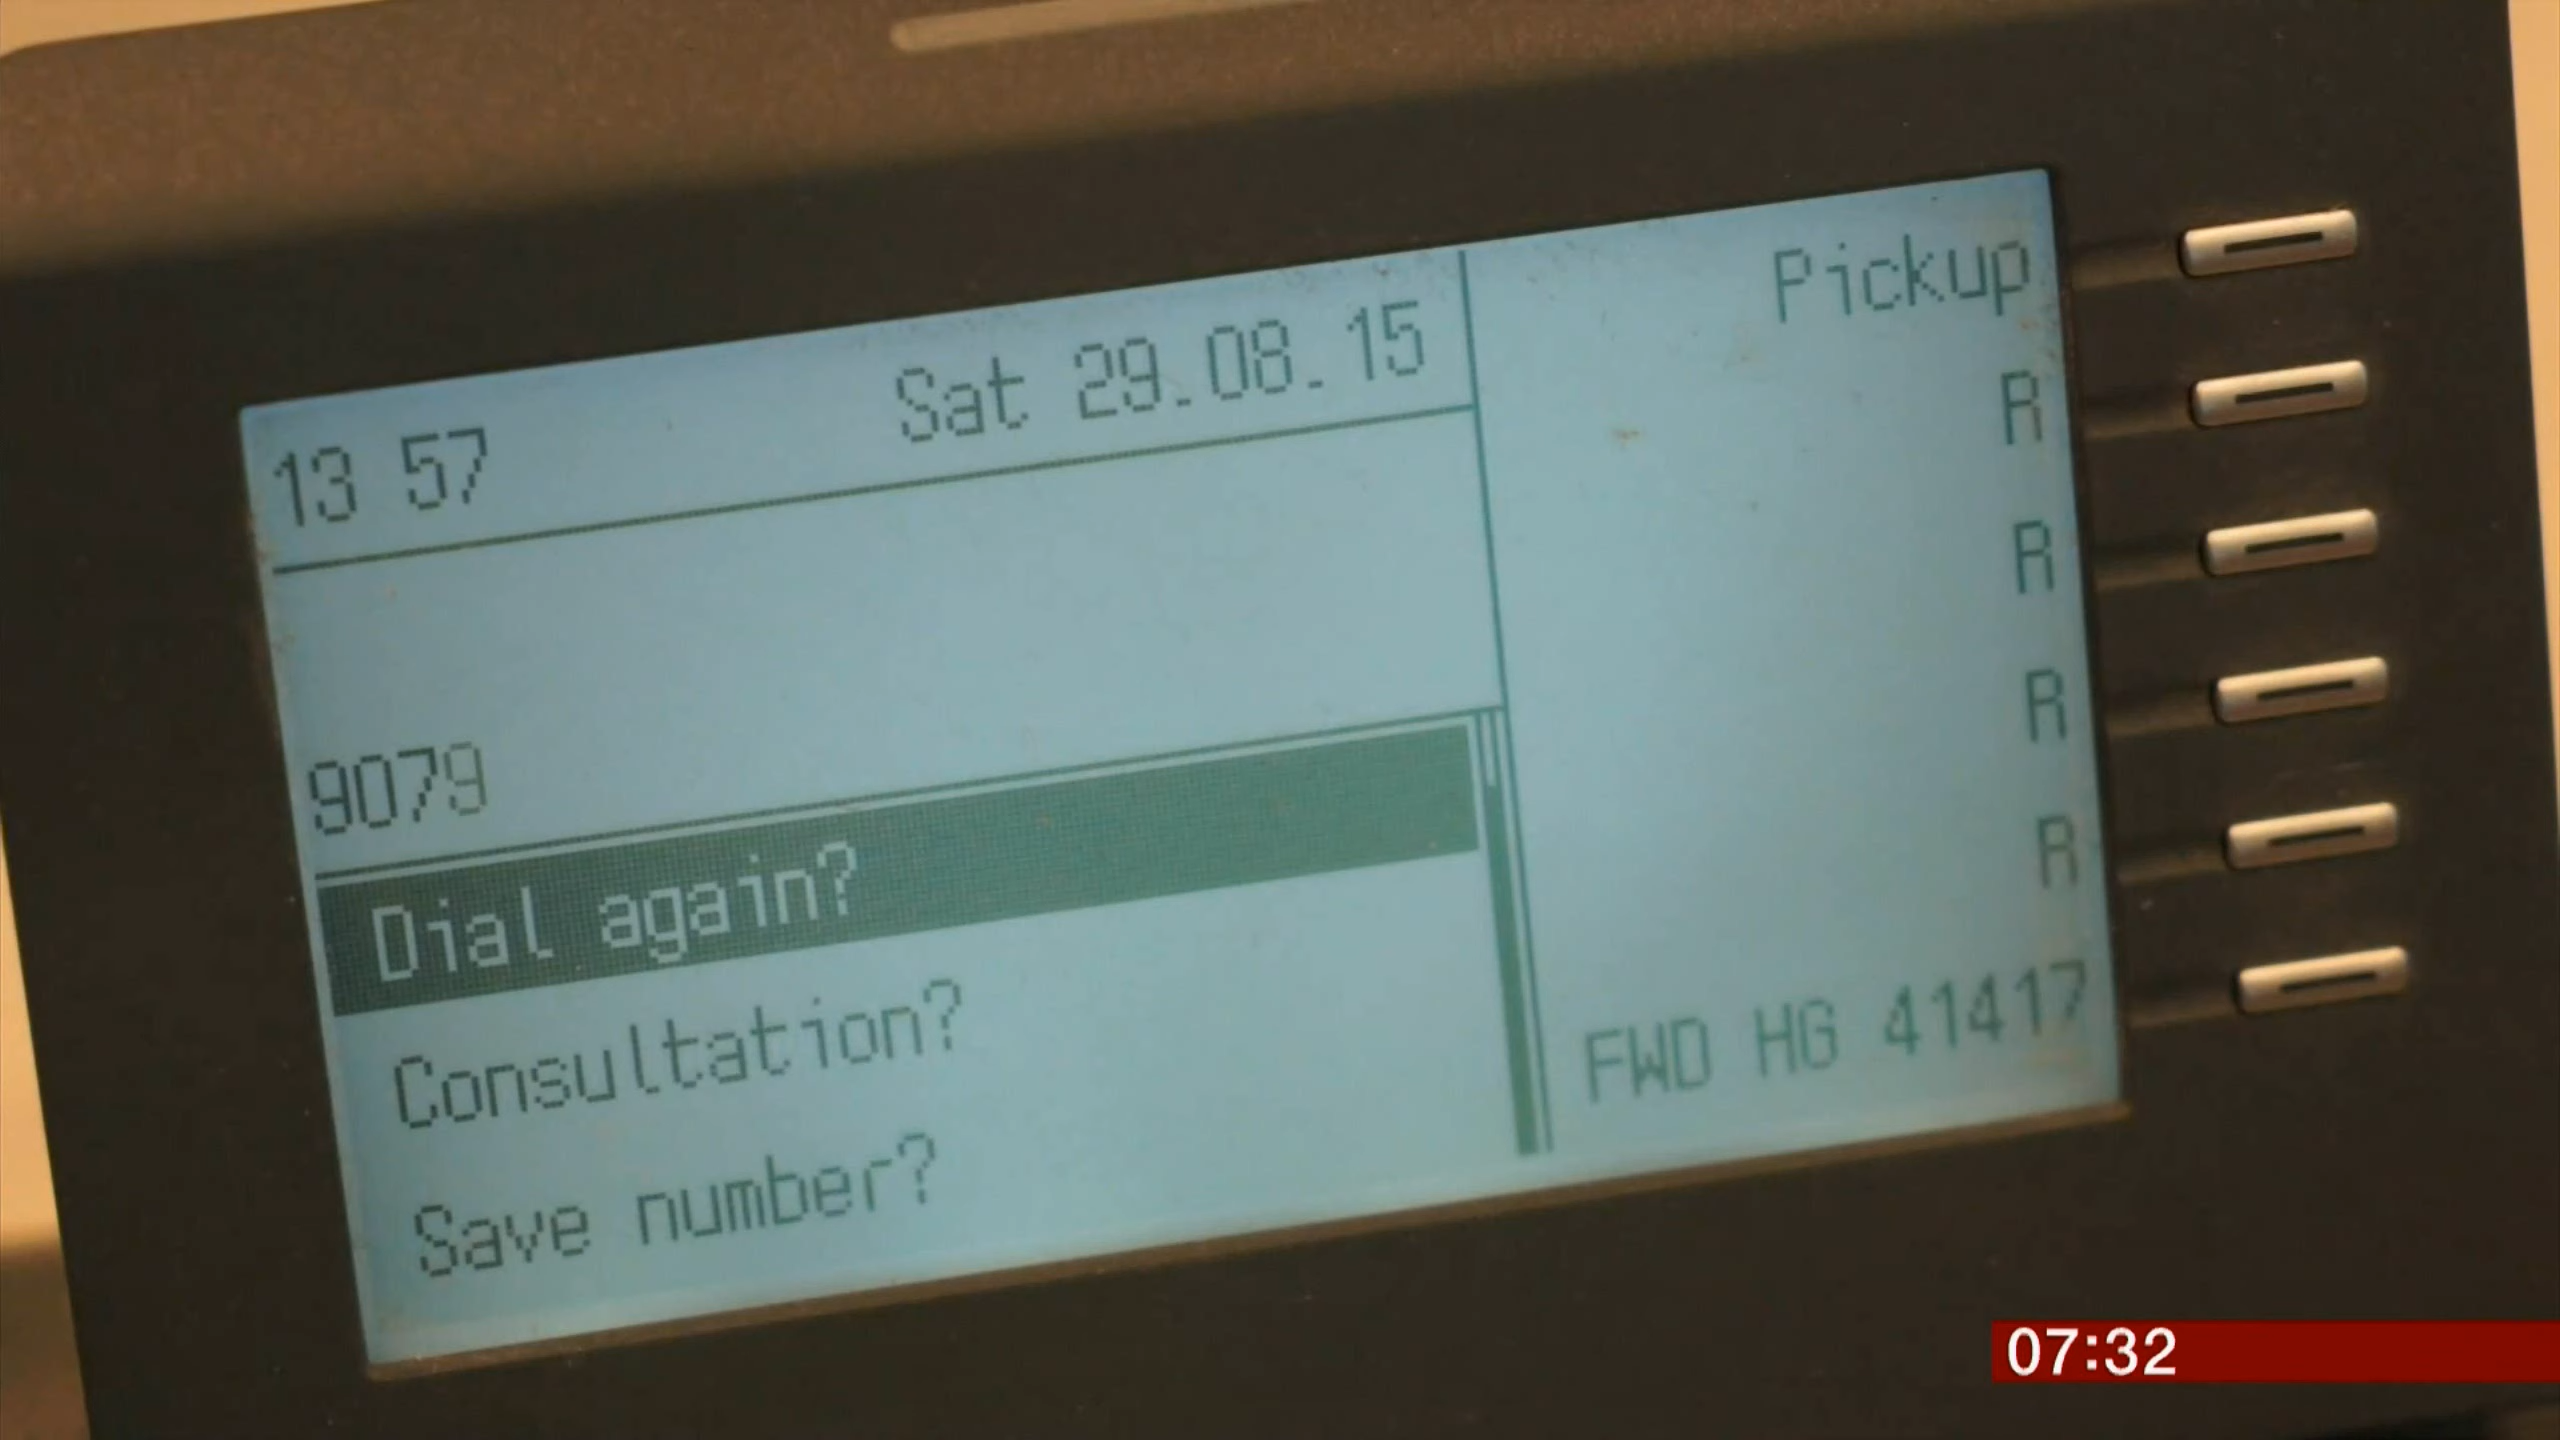 13 57 Sat 29.08.15
9079
Dial again?
Consultation?
Save number?
Pickup
R
R
R
R
FWD HG 41417
07:32